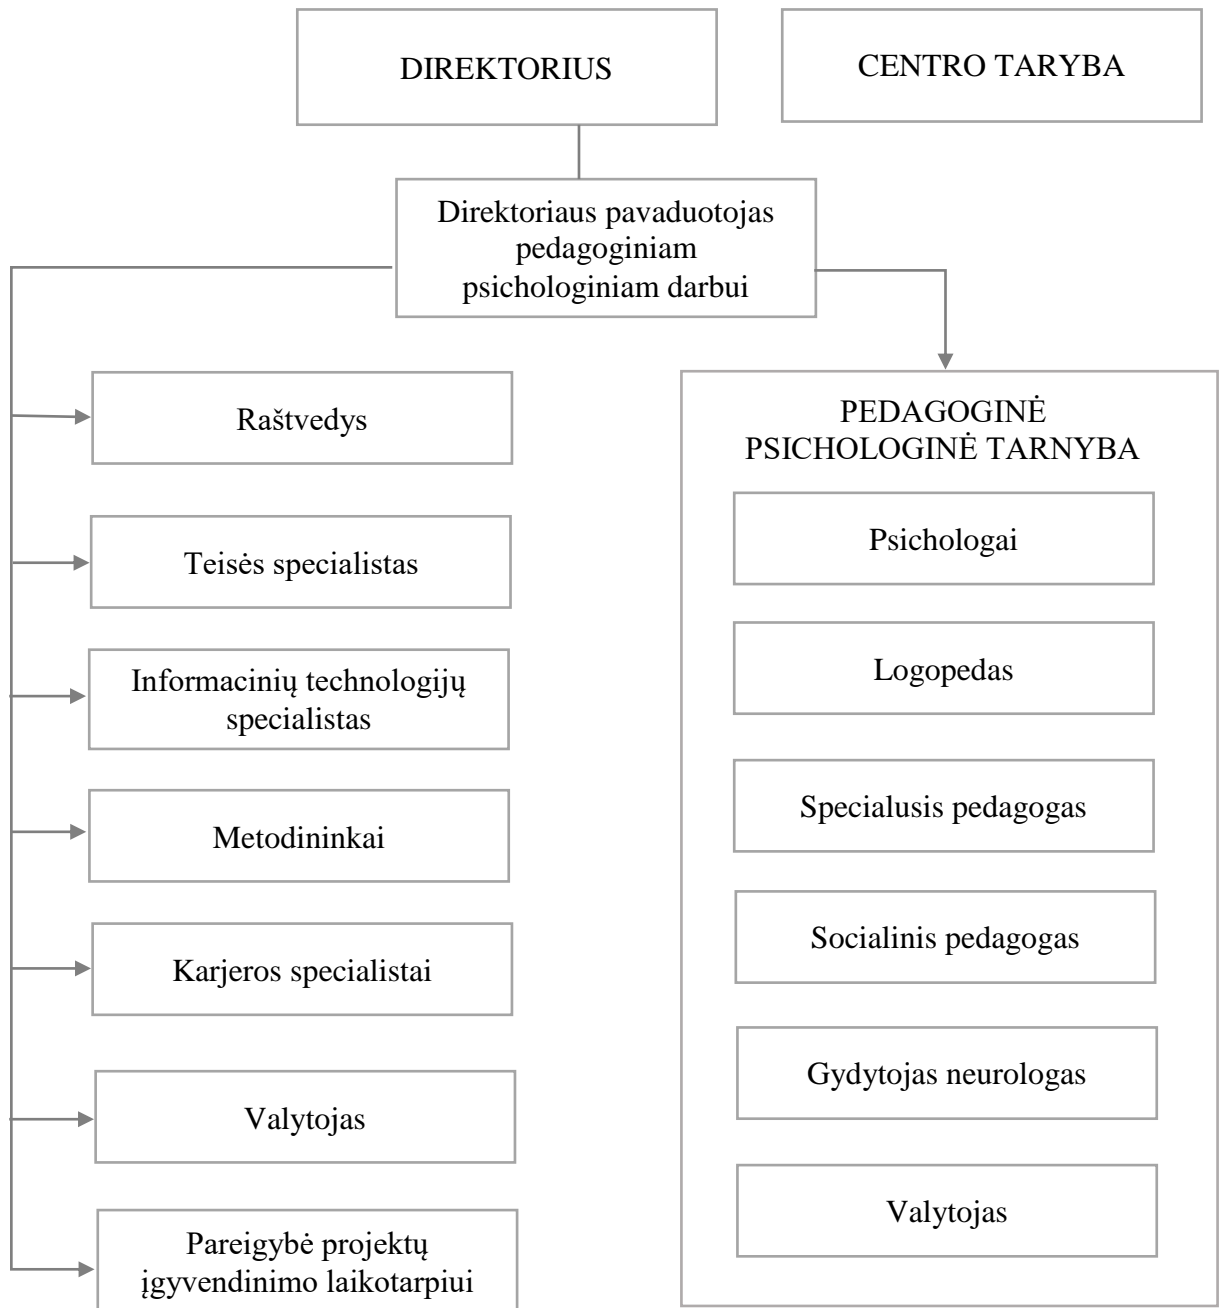 DIREKTORIUS
CENTRO TARYBA
Direktoriaus pavaduotojas
pedagoginiam
psichologiniam darbui
Raštvedys
Teisės specialistas
Informacinių technologijų
specialistas
Metodininkai
Karjeros specialistai
Valytojas
Pareigybė projektų
įgyvendinimo laikotarpiui
PEDAGOGINĖ
PSICHOLOGINĖ TARNYBA
Psichologai
Logopedas
Specialusis pedagogas
Socialinis pedagogas
Gydytojas neurologas
Valytojas